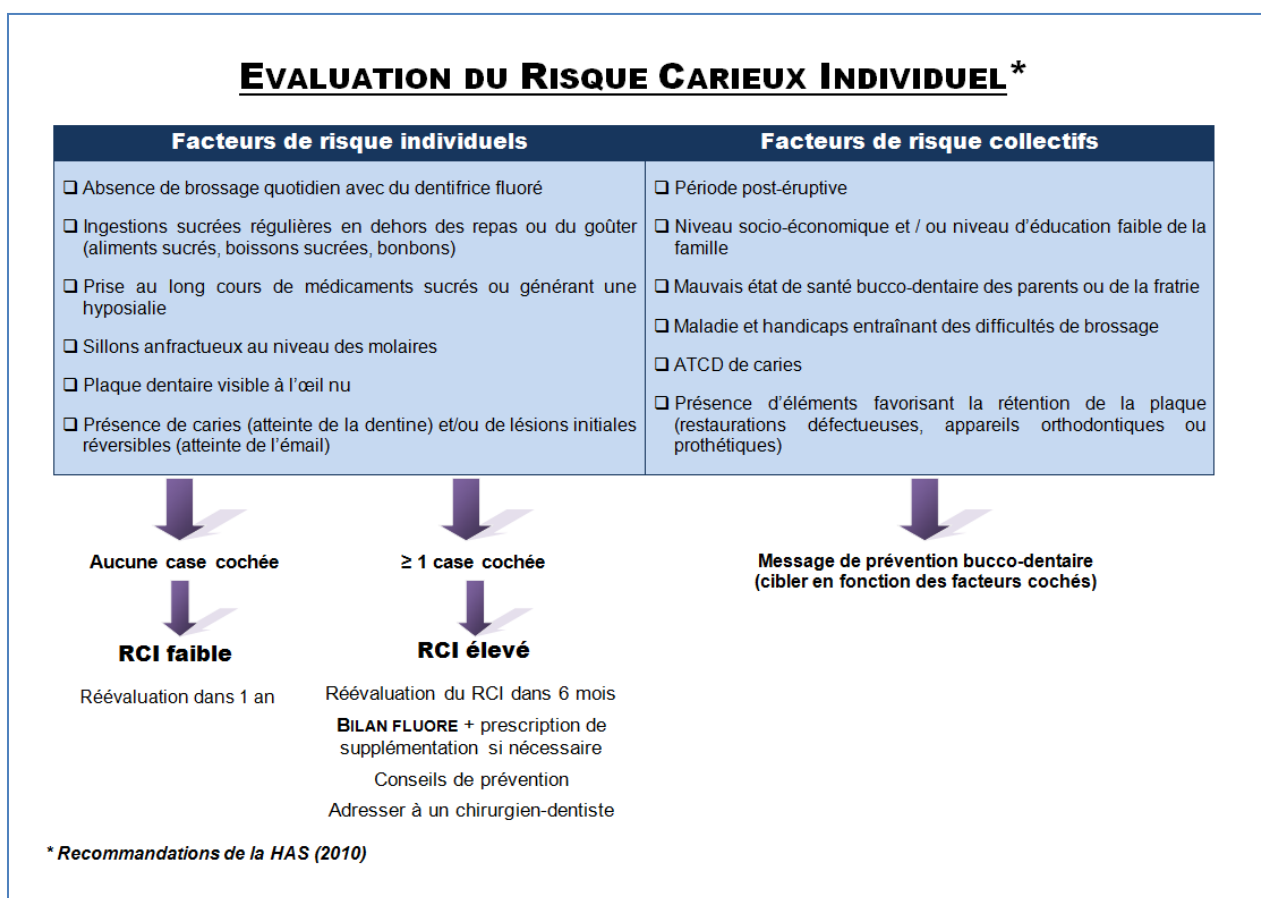 EVALUATION DU RISQUE CARIEUX INDIVIDUEL*
Facteurs de risque individuels
❑ Absence de brossage quotidien avec du dentifrice fluoré
❑ Ingestions sucrées régulières en dehors des repas ou du goûter
(aliments sucrés, boissons sucrées, bonbons)
❑ Prise au long cours de médicaments sucrés ou générant une
hyposialie
❑ Sillons anfractueux au niveau des molaires
❑ Plaque dentaire visible à l’œil nu
❑ Présence de caries (atteinte de la dentine) et/ou de lésions initiales
réversibles (atteinte de l’émail)
Facteurs de risque collectifs
❑ Période post-éruptive
❑ Niveau socio-économique et / ou niveau d’éducation faible de la
famille
❑ Mauvais état de santé bucco-dentaire des parents ou de la fratrie
❑ Maladie et handicaps entraînant des difficultés de brossage
❑ ATCD de caries
❑ Présence d’éléments favorisant la rétention de la plaque
(restaurations défectueuses, appareils orthodontiques ou
prothétiques)
Aucune case cochée
RCI faible
Réévaluation dans 1 an
≥ 1 case cochée
RCI élevé
Réévaluation du RCI dans 6 mois
BILAN FLUORE + prescription de
supplémentation si nécessaire
Conseils de prévention
Adresser à un chirurgien-dentiste
Message de prévention bucco-dentaire
(cibler en fonction des facteurs cochés)
* Recommandations de la HAS (2010)